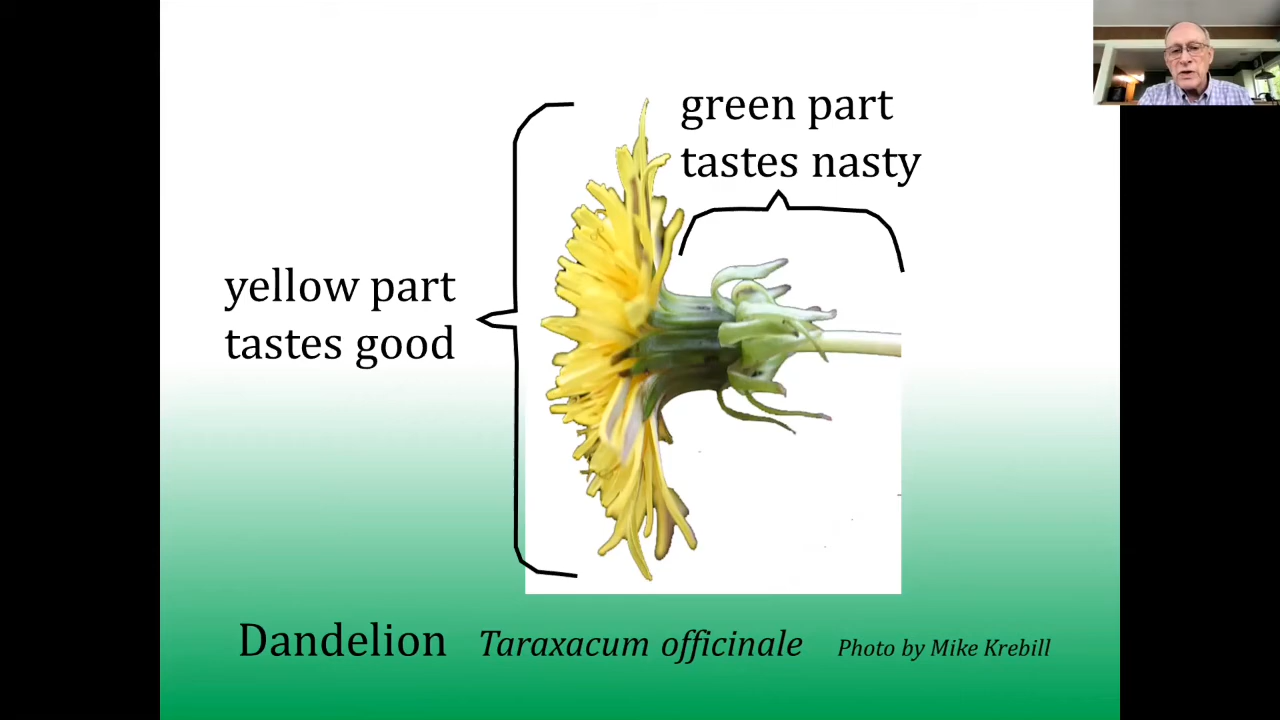 green part
tastes nasty
yellow part
tastes good
Dandelion Taraxacum officinale Photo by Mike Krebill